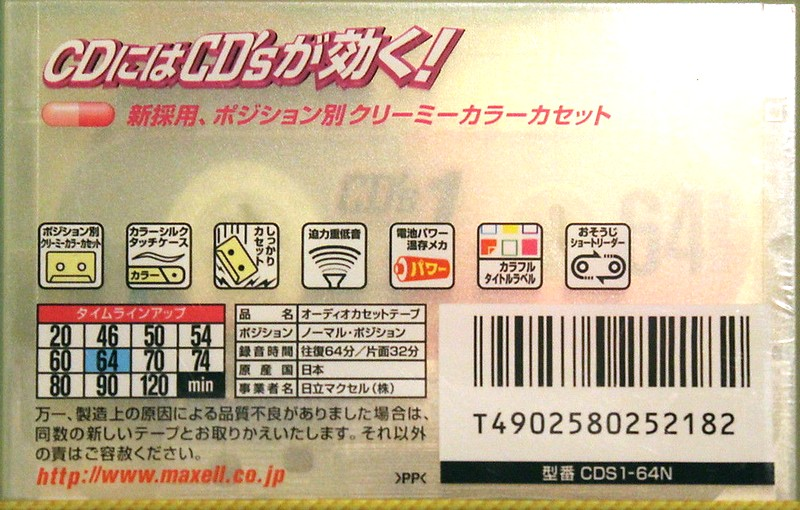 CDにはCD'sが効く!
新採用、ポジション別クリーミーカラーカセット
CD's 1
64
ポジション別
クリーミーカラーカセット
カラーシルク
タッチケース
カラー
しっかり
カセット
迫力重低音
電池パワー
温存メカ
パワー
カラフル
タイトルラベル
おそうじ
ショートリーダー
タイムラインアップ
20 46 50 54
60 64 70 74
80 90 120 min
品名 オーディオカセットテープ
ポジション ノーマル・ポジション
録音時間 往復64分/片面32分
原産国 日本
事業者名 日立マクセル(株)
万一、製造上の原因による品質不良がありました場合は、
同数の新しいテープとお取りかえいたします。それ以外
の責はご容赦ください。
http://www.maxell.co.jp
>PP<
T4902580252182
型番 CDS1-64N